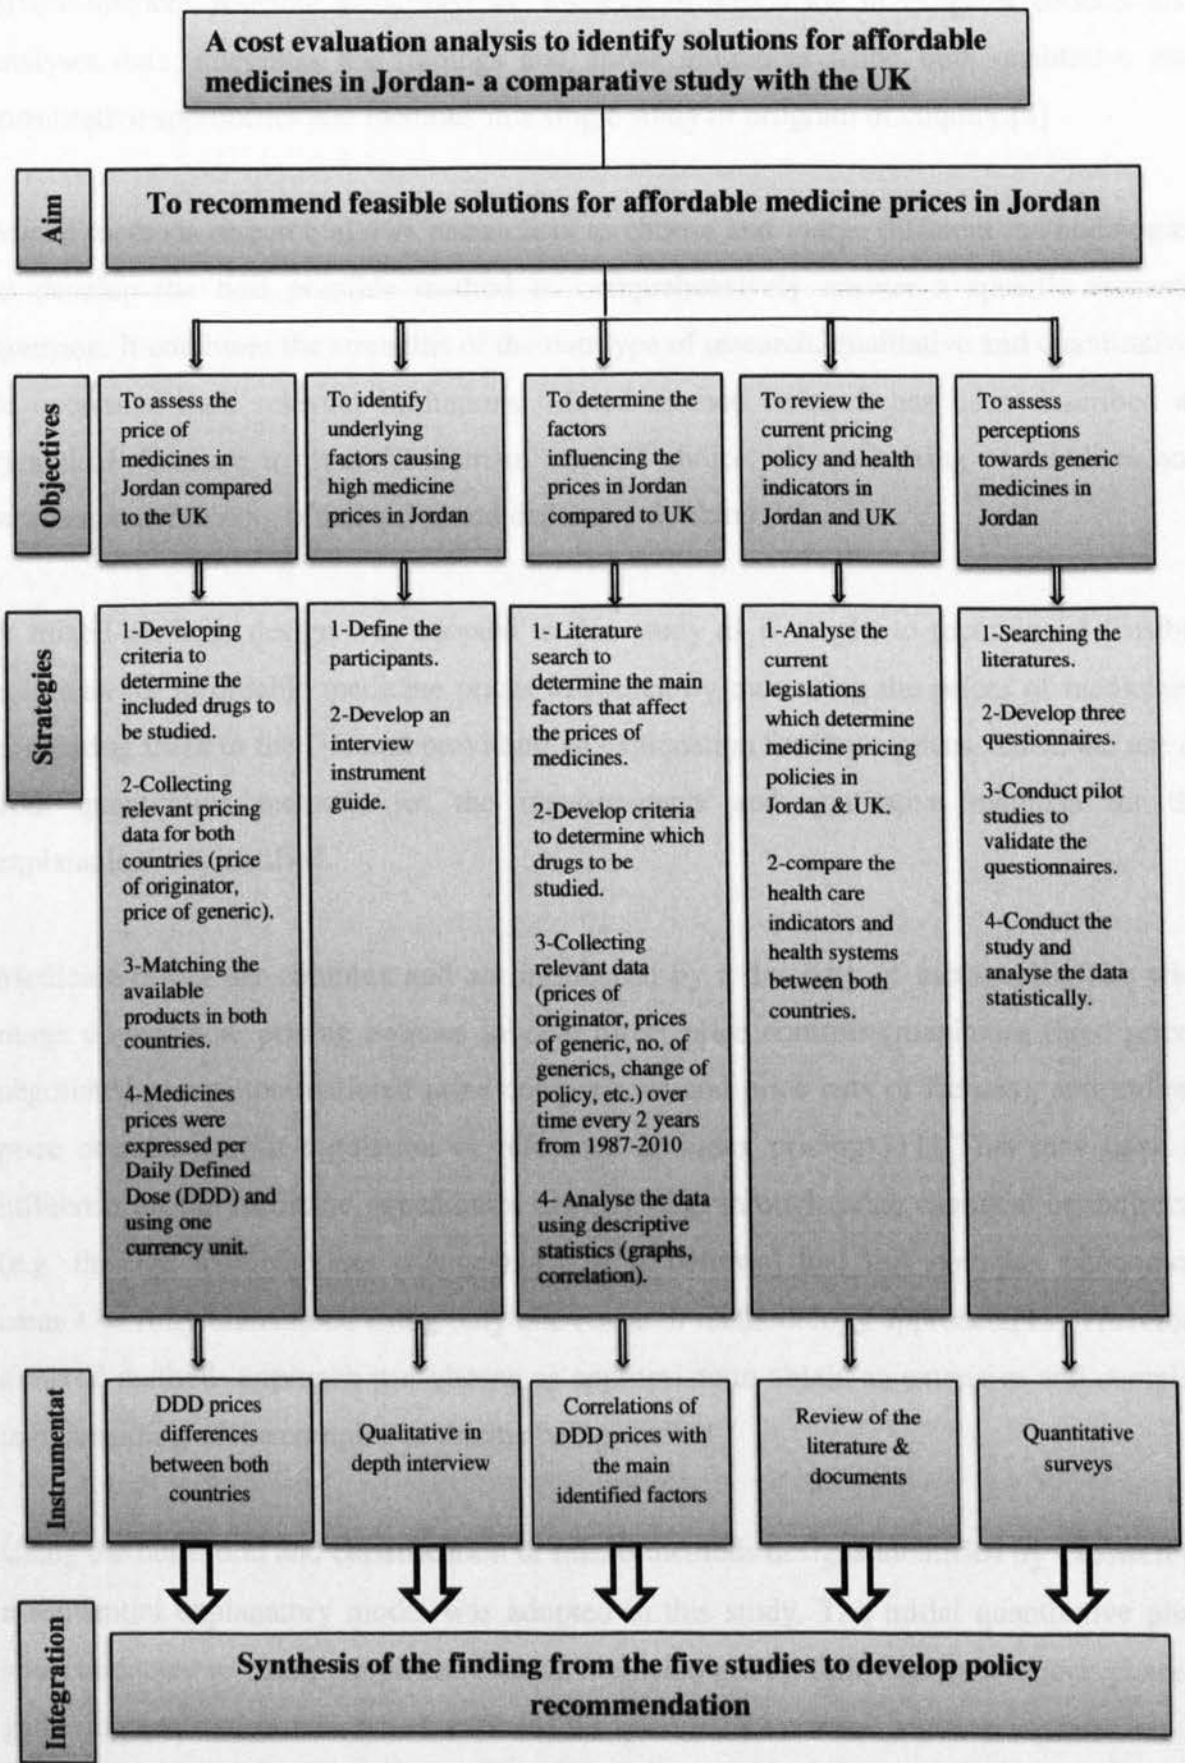 A cost evaluation analysis to identify solutions for affordable
medicines in Jordan- a comparative study with the UK
Aim
To recommend feasible solutions for affordable medicine prices in Jordan
Objectives
To assess the
price of
medicines in
Jordan compared
to the UK
To identify
underlying
factors causing
high medicine
prices in Jordan
To determine the
factors
influencing the
prices in Jordan
compared to UK
To review the
current pricing
policy and health
indicators in
Jordan and UK
To assess
perceptions
towards generic
medicines in
Jordan
Strategies
1-Developing
criteria to
determine the
included drugs to
be studied.
2-Collecting
relevant pricing
data for both
countries (price
of originator,
price of generic).
3-Matching the
available
products in both
countries.
4-Medicines
prices were
expressed per
Daily Defined
Dose (DDD) and
using one
currency unit.
1-Define the
participants.
2-Develop an
interview
instrument
guide.
1- Literature
search to
determine the main
factors that affect
the prices of
medicines.
2-Develop criteria
to determine which
drugs to be
studied.
3-Collecting
relevant data
(prices of
originator, prices
of generic, no. of
generics, change of
policy, etc.) over
time every 2 years
from 1987-2010
4- Analyse the data
using descriptive
statistics (graphs,
correlation).
1-Analyse the
current
legislations
which determine
medicine pricing
policies in
Jordan & UK.
2-compare the
health care
indicators and
health systems
between both
countries.
1-Searching the
literatures.
2-Develop three
questionnaires.
3-Conduct pilot
studies to
validate the
questionnaires.
4-Conduct the
study and
analyse the data
statistically.
Instrumentat
DDD prices
differences
between both
countries
Qualitative in
depth interview
Correlations of
DDD prices with
the main
identified factors
Review of the
literature &
documents
Quantitative
surveys
Integration
Synthesis of the finding from the five studies to develop policy
recommendation